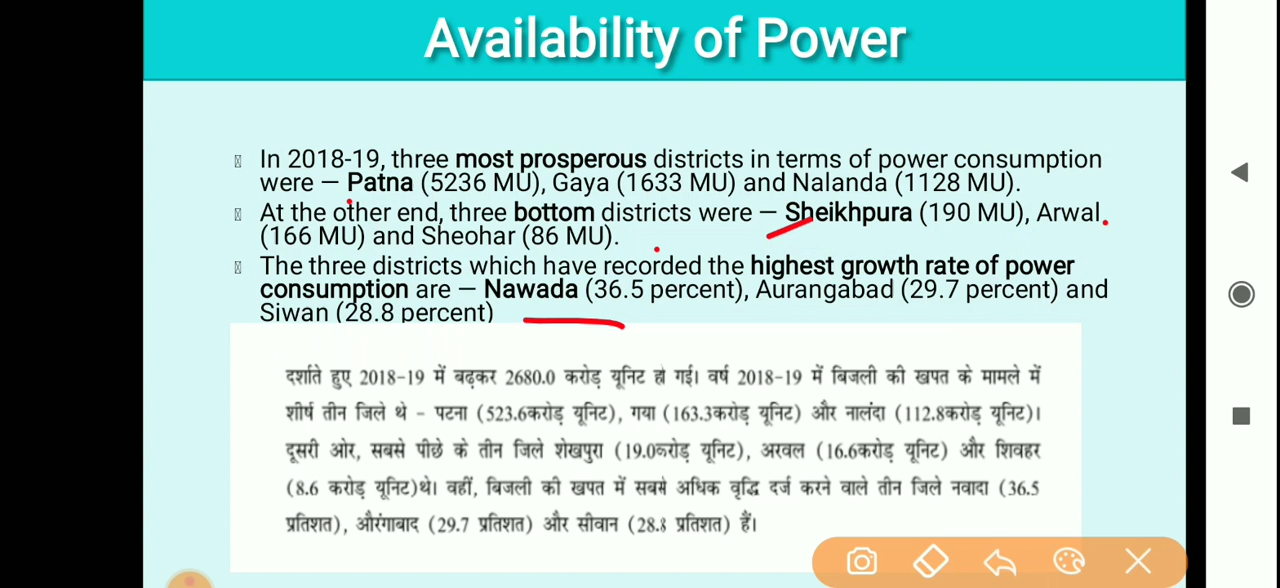 Availability of Power
In 2018-19, three most prosperous districts in terms of power consumption
were – Patna (5236 MU), Gaya (1633 MU) and Nalanda (1128 MU).
At the other end, three bottom districts were – Sheikhpura (190 MU), Arwal
(166 MU) and Sheohar (86 MU).
The three districts which have recorded the highest growth rate of power
consumption are – Nawada (36.5 percent), Aurangabad (29.7 percent) and
Siwan (28.8 percent)
दर्शाते हुए 2018-19 में बढ़कर 2680.0 करोड़ यूनिट हो गई। वर्ष 2018-19 में बिजली की खपत के मामले में
शीर्ष तीन जिले थे - पटना (523.6करोड़ यूनिट), गया (163.3करोड़ यूनिट) और नालंदा (112.8करोड़ यूनिट)।
दूसरी ओर, सबसे पीछे के तीन जिले शेखपुरा (19.0करोड़ यूनिट), अरवल (16.6करोड़ यूनिट) और शिवहर
(8.6 करोड़ यूनिट)थे। वहीं, बिजली की खपत में सबसे अधिक वृद्धि दर्ज करने वाले तीन जिले नवादा (36.5
प्रतिशत), औरंगाबाद (29.7 प्रतिशत) और सीवान (28.8 प्रतिशत) हैं।